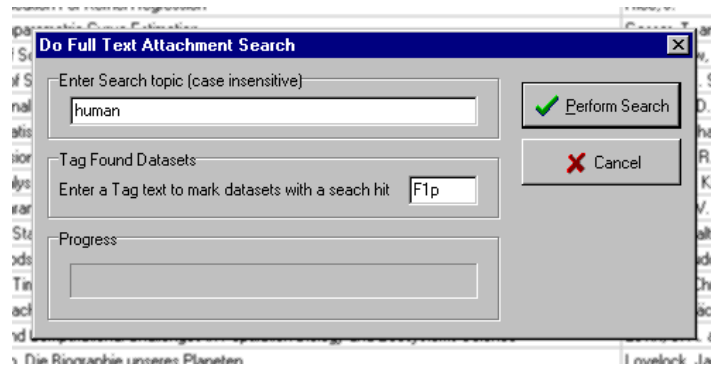 Do Full Text Attachment Search
Enter Search topic (case insensitive)
human
Perform Search
Tag Found Datasets
Cancel
Enter a Tag text to mark datasets with a seach hit
F1p
Progress
Die Biographie unseres Planeten
Lovelock, Ja